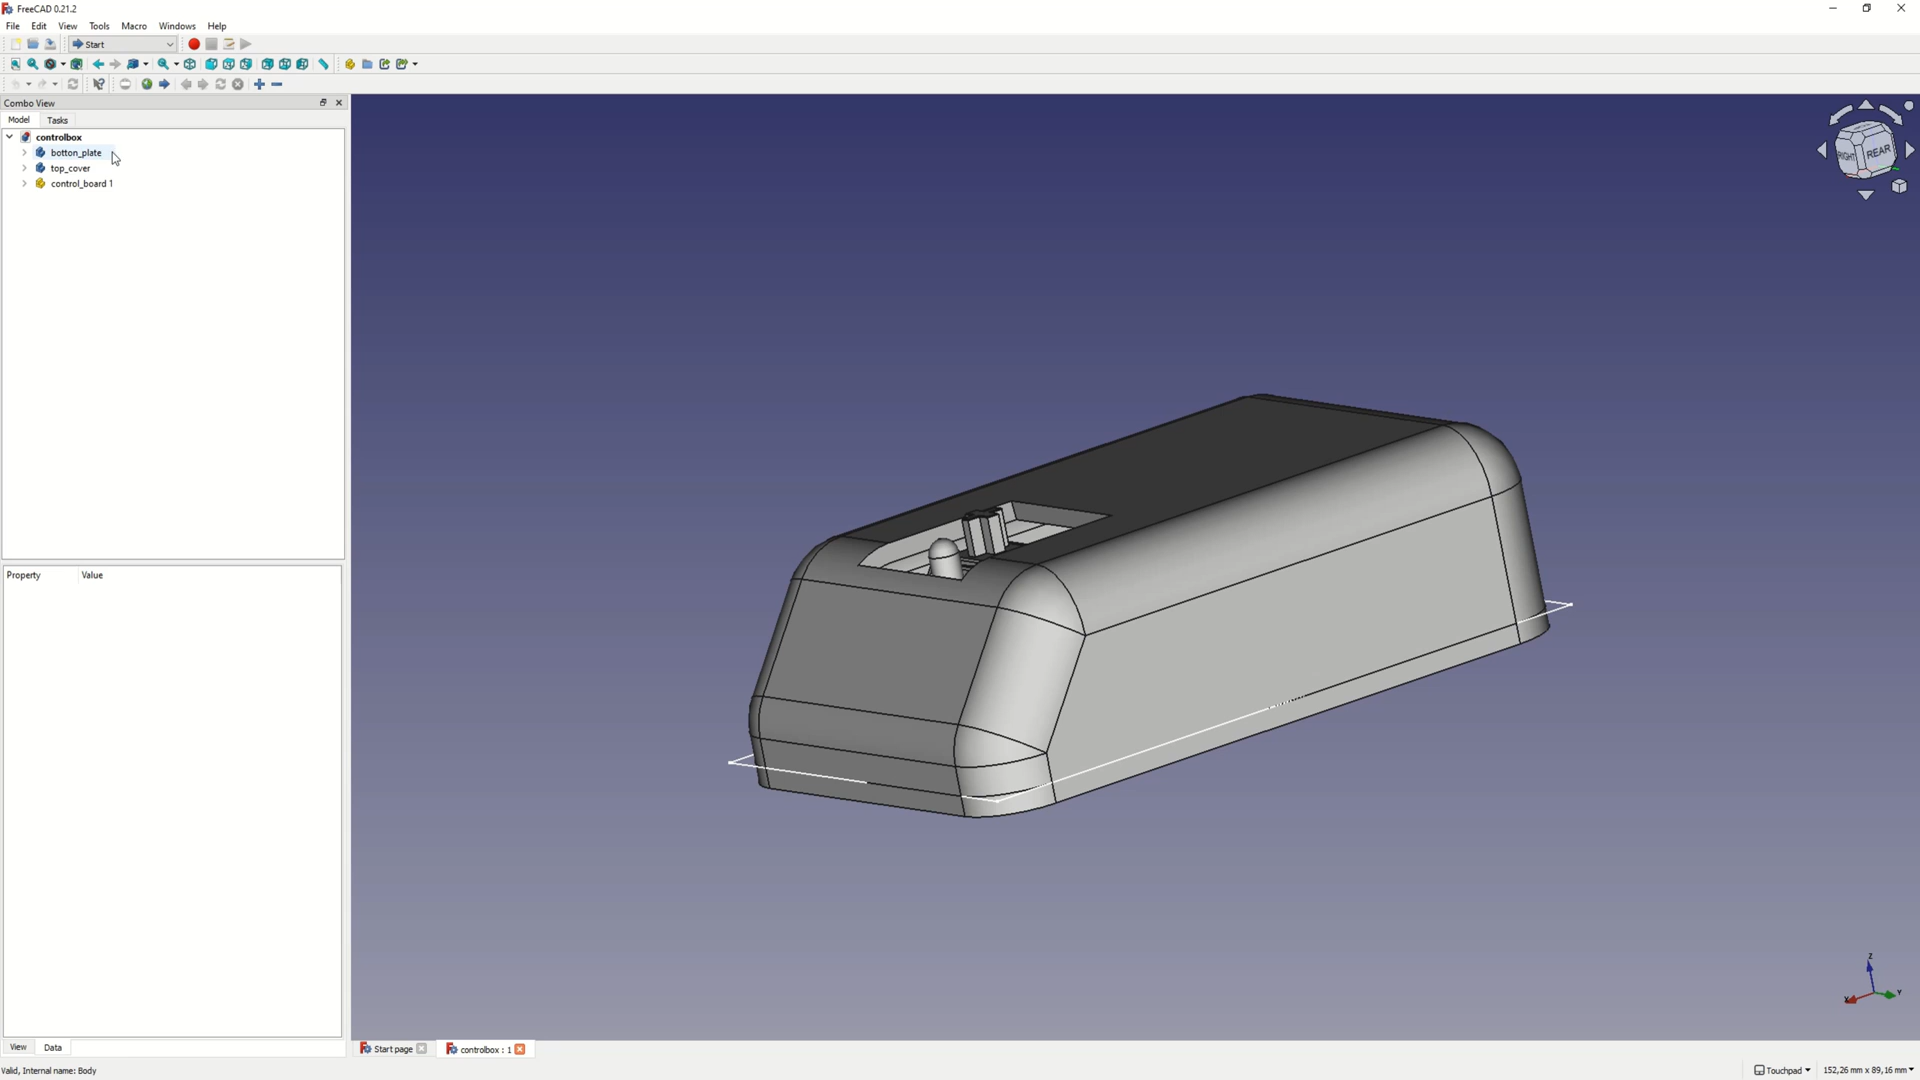 FreeCAD 0.21.2
File Edit View Tools Macro Windows Help
Start
Combo View
Model Tasks
controlbox
botton_plate
top_cover
control_board 1
Property Value
View Data
RIGHT REAR
Z
X Y
Start page controlbox : 1
Valid, Internal name: Body
Touchpad 152,26 mm x 89,16 mm